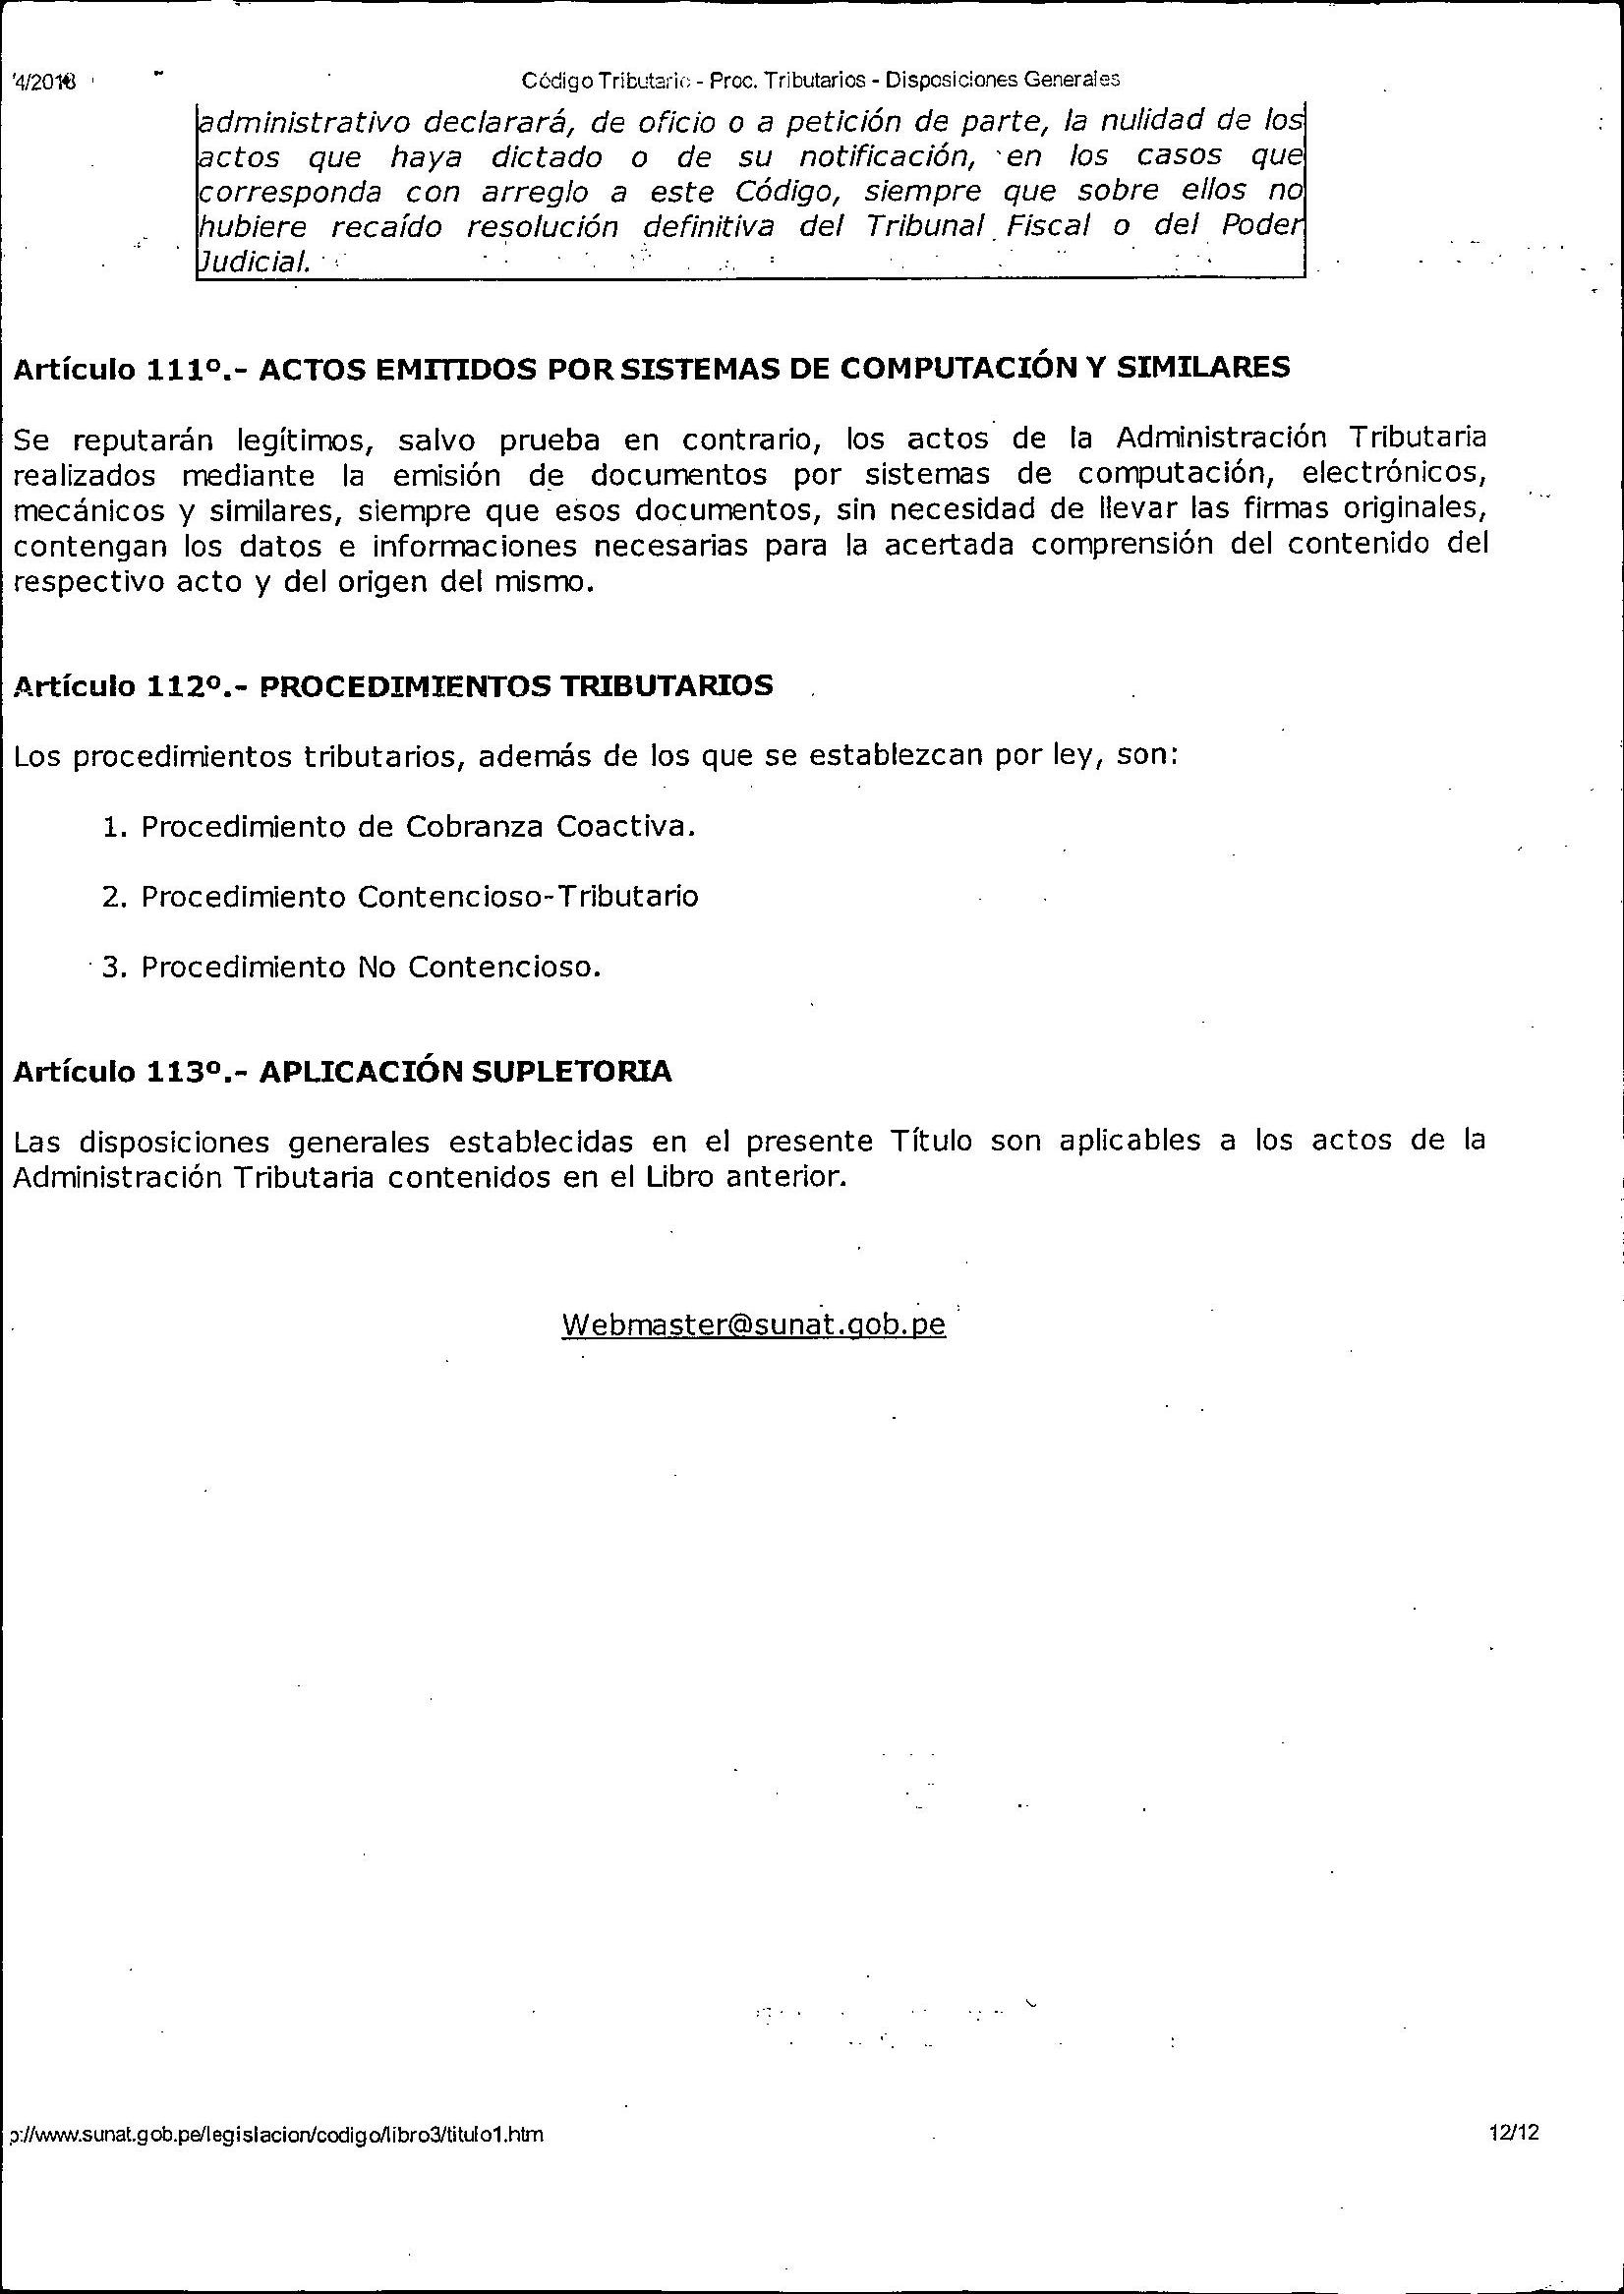 Código Tributario - Proc. Tributarios - Disposiciones Generales
administrativo declarará, de oficio o a petición de parte, la nulidad de los
actos que haya dictado o de su notificación, en los casos que
corresponda con arreglo a este Código, siempre que sobre ellos no
hubiere recaído resolución definitiva del Tribunal Fiscal o del Poder
Judicial.
Artículo 111º.- ACTOS EMITIDOS POR SISTEMAS DE COMPUTACIÓN Y SIMILARES
Se reputarán legítimos, salvo prueba en contrario, los actos de la Administración Tributaria
realizados mediante la emisión de documentos por sistemas de computación, electrónicos,
mecánicos y similares, siempre que esos documentos, sin necesidad de llevar las firmas originales,
contengan los datos e informaciones necesarias para la acertada comprensión del contenido del
respectivo acto y del origen del mismo.
Artículo 112º.- PROCEDIMIENTOS TRIBUTARIOS
Los procedimientos tributarios, además de los que se establezcan por ley, son:
1. Procedimiento de Cobranza Coactiva.
2. Procedimiento Contencioso-Tributario
3. Procedimiento No Contencioso.
Artículo 113º.- APLICACIÓN SUPLETORIA
Las disposiciones generales establecidas en el presente Título son aplicables a los actos de la
Administración Tributaria contenidos en el Libro anterior.
Webmaster@sunat.gob.pe
p://www.sunat.gob.pe/legislacion/codigo/libro3/titulo1.htm
12/12